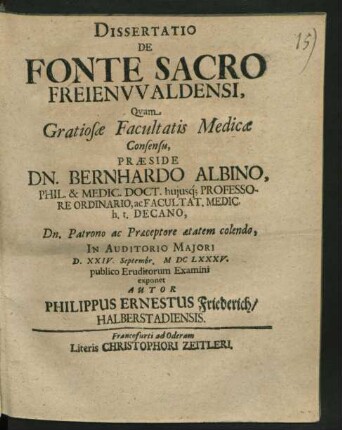 15)
DISSERTATIO
DE
FONTE SACRO
FREIENVVALDENSI,
Qvam
Gratiosæ Facultatis Medicæ
Consensu,
PRÆSIDE
DN. BERNHARDO ALBINO,
PHIL. & MEDIC. DOCT. hujusq; PROFESSO-
RE ORDINARIO, ac FACULTAT. MEDIC.
h. t. DECANO,
Dn. Patrono ac Præceptore ætatem colendo,
IN AUDITORIO MAJORI
D. XXIV. Septembr. M DC LXXXV.
publico Eruditorum Examini
exponet
AUTOR
PHILIPPUS ERNESTUS Friederich/
HALBERSTADIENSIS.
Francofurti ad Oderam
Literis CHRISTOPHORI ZEITLERI.